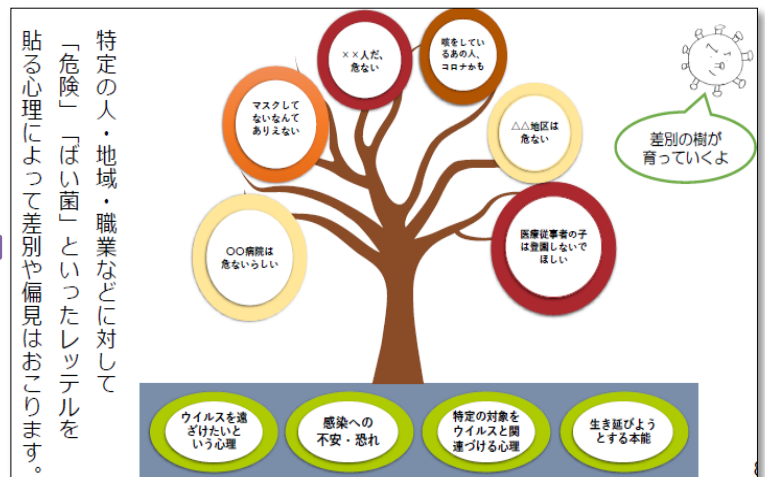 特定の人・地域・職業などに対して
「危険」「ばい菌」といったレッテルを
貼る心理によって差別や偏見はおこります。
××人だ、
危ない
咳をしてい
るあの人、
コロナかも
マスクして
ないなんて
ありえない
△△地区は
危ない
〇〇病院は
危ないらしい
医療従事者の子
は登園しないで
ほしい
差別の樹が
育っていくよ
ウイルスを遠
ざけたいと
いう心理
感染への
不安・恐れ
特定の対象を
ウイルスと関
連づける心理
生き延びよう
とする本能